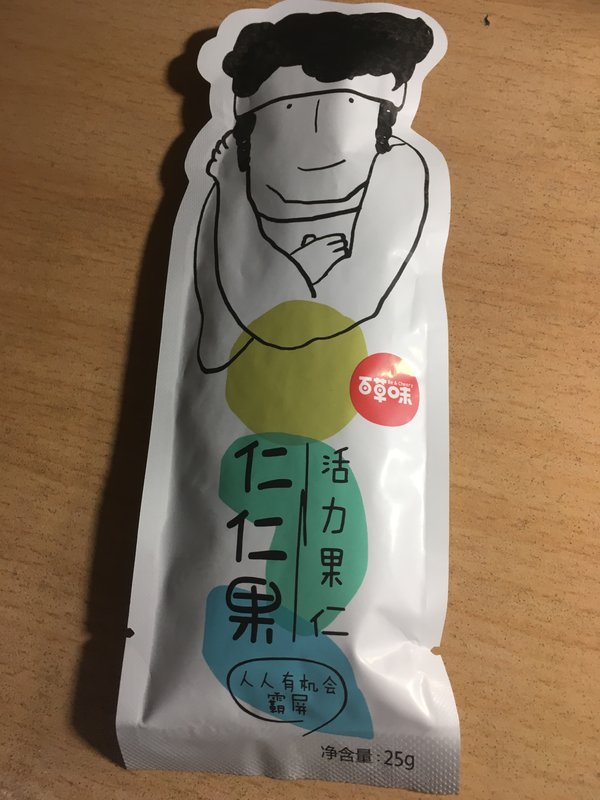 Be & Cheery
百草味
仁仁果
活力果仁
人人有机会
霸屏
净含量:25g